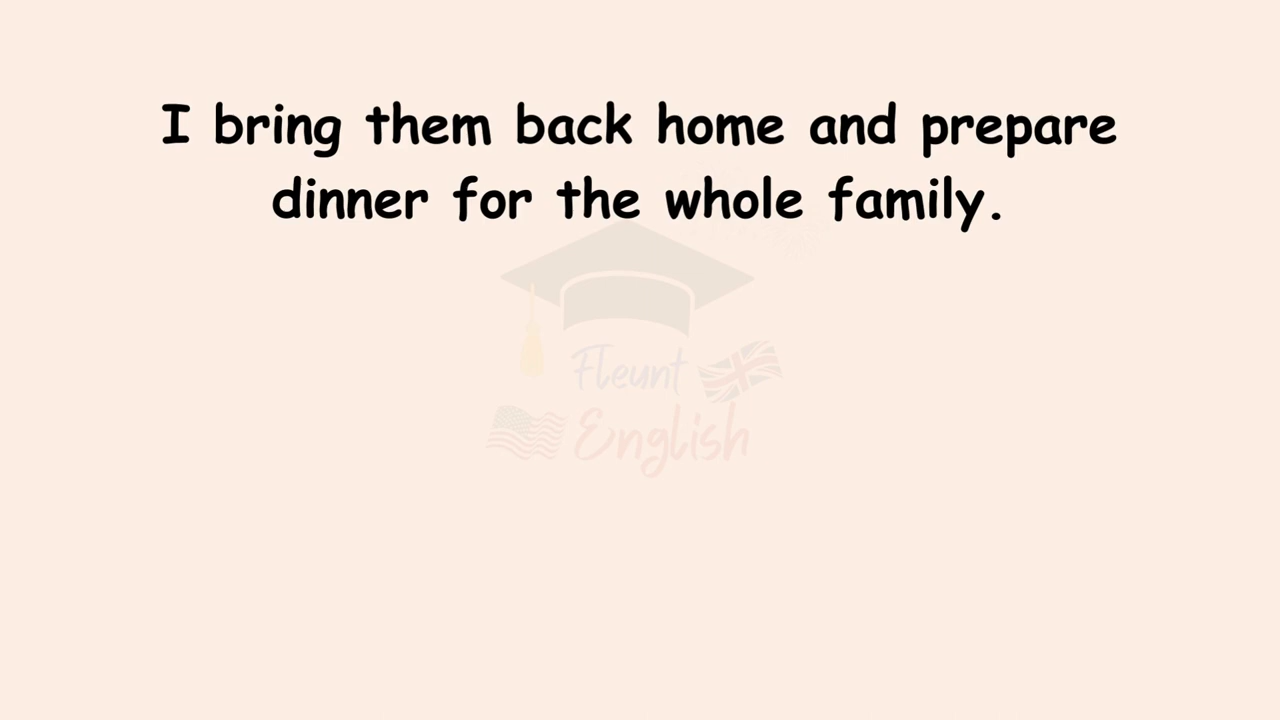 I bring them back home and prepare
dinner for the whole family.
Fleunt
English